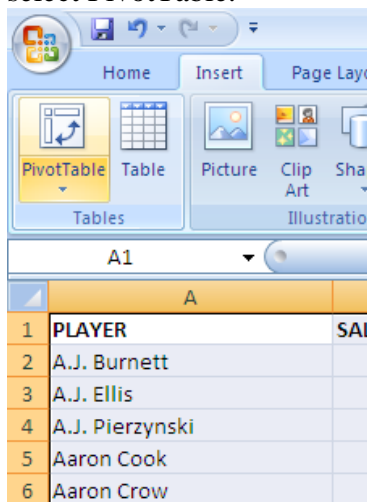 select PivotTable.
Home Insert Page Layo
PivotTable Table Picture Clip Art Sha
Tables Illustratio
A1
A
1 PLAYER SAL
2 A.J. Burnett
3 A.J. Ellis
4 A.J. Pierzynski
5 Aaron Cook
6 Aaron Crow